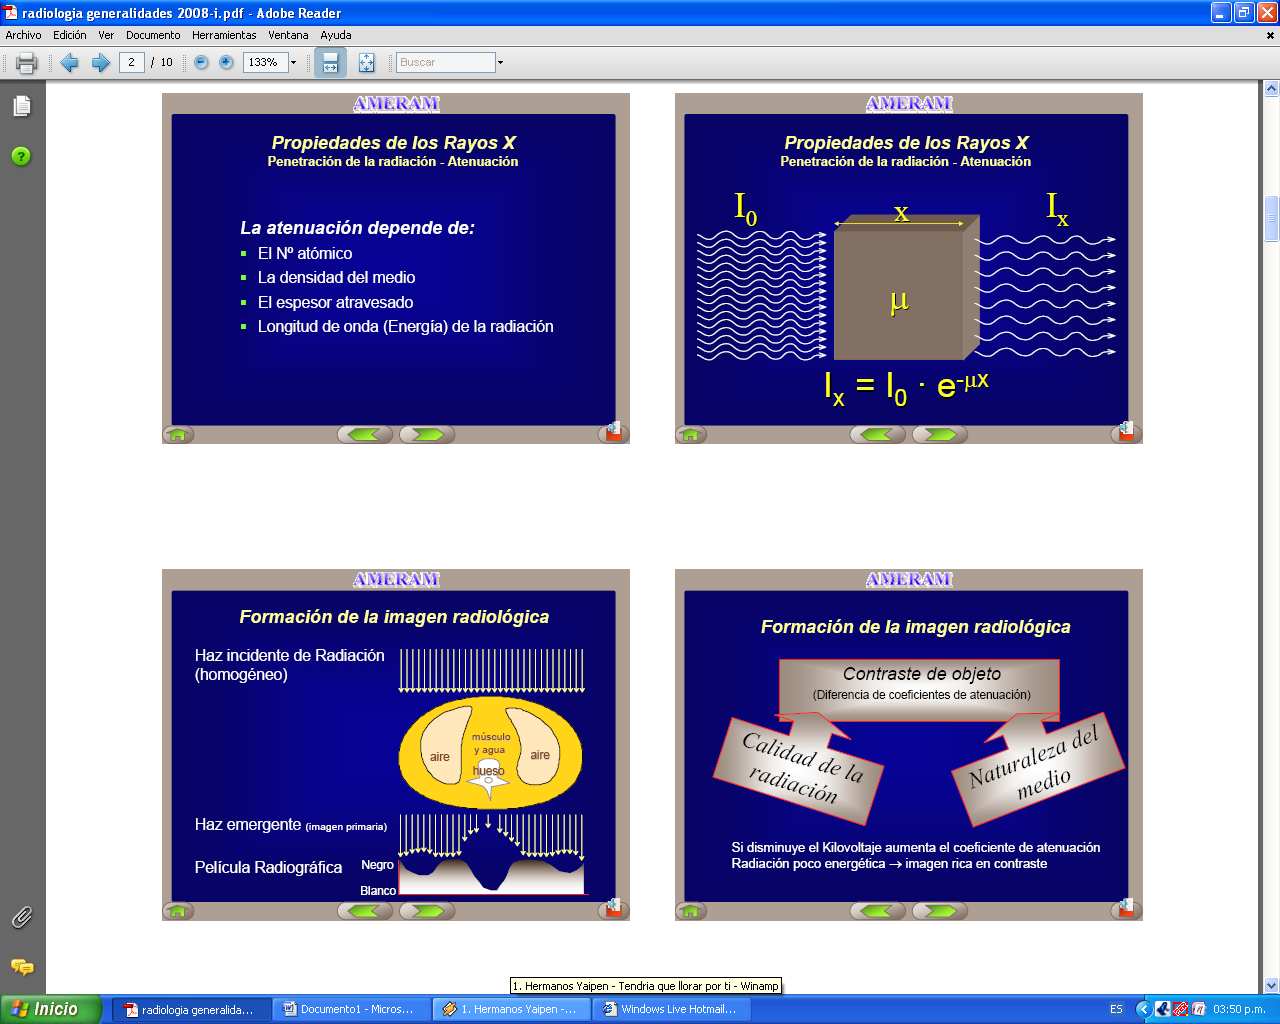 radiologia generalidades 2008-i.pdf - Adobe Reader
Archivo Edición Ver Documento Herramientas Ventana Ayuda
2 / 10 133% Buscar
AMERAM
Propiedades de los Rayos X
Penetración de la radiación - Atenuación
La atenuación depende de:
El Nº atómico
La densidad del medio
El espesor atravesado
Longitud de onda (Energía) de la radiación
AMERAM
Propiedades de los Rayos X
Penetración de la radiación - Atenuación
I0 x Ix
μ
Ix = I0 · e-μx
AMERAM
Formación de la imagen radiológica
Haz incidente de Radiación
(homogéneo)
músculo
y agua
aire aire
hueso
Haz emergente (imagen primaria)
Película Radiográfica
Negro
Blanco
AMERAM
Formación de la imagen radiológica
Contraste de objeto
(Diferencia de coeficientes de atenuación)
Calidad de la
radiación
Naturaleza del
medio
Si disminuye el Kilovoltaje aumenta el coeficiente de atenuación
Radiación poco energética → imagen rica en contraste
1. Hermanos Yaipen - Tendria que llorar por ti - Winamp
Inicio
radiologia generalida...
Documento1 - Micros...
1. Hermanos Yaipen -...
Windows Live Hotmail...
ES
03:50 p.m.